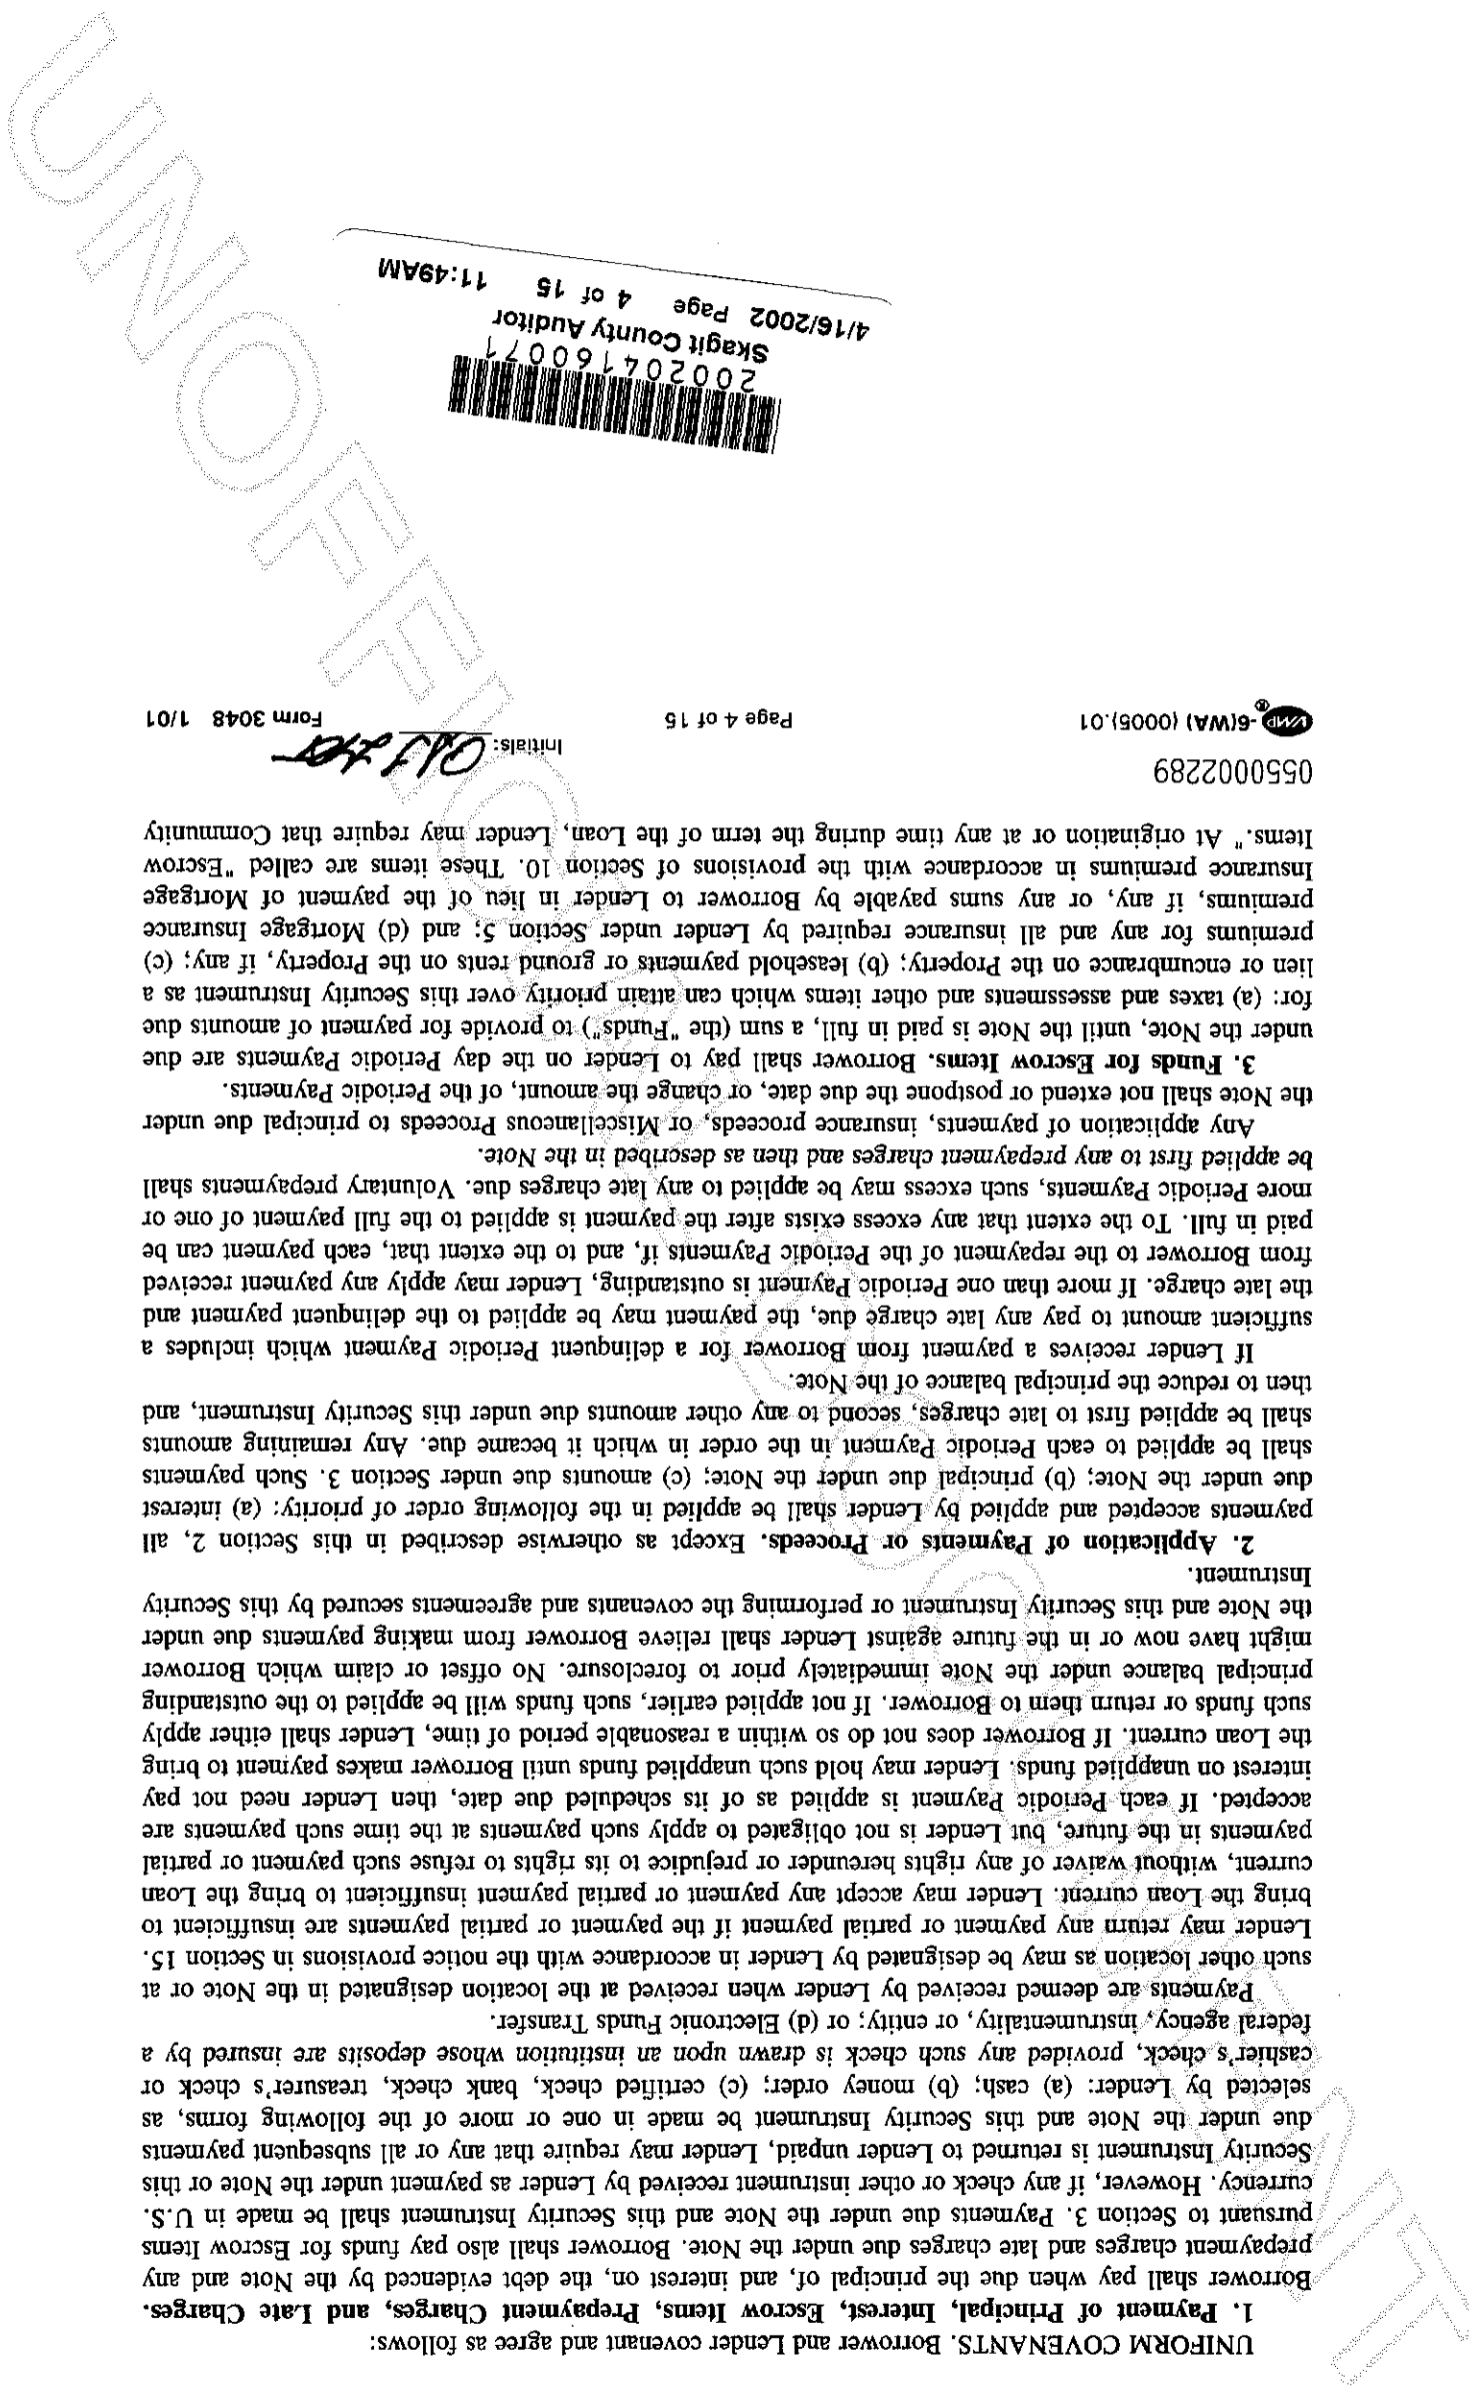 UNIFORM COVENANTS. Borrower and Lender covenant and agree as follows:
1. Payment of Principal, Interest, Escrow Items, Prepayment Charges, and Late Charges.
Borrower shall pay when due the principal of, and interest on, the debt evidenced by the Note and any
prepayment charges and late charges due under the Note. Borrower shall also pay funds for Escrow Items
pursuant to Section 3. Payments due under the Note and this Security Instrument shall be made in U.S.
currency. However, if any check or other instrument received by Lender as payment under the Note or this
Security Instrument is returned to Lender unpaid, Lender may require that any or all subsequent payments
due under the Note and this Security Instrument be made in one or more of the following forms, as
selected by Lender: (a) cash; (b) money order; (c) certified check, bank check, treasurer's check or
cashier's check, provided any such check is drawn upon an institution whose deposits are insured by a
federal agency, instrumentality, or entity; or (d) Electronic Funds Transfer.
Payments are deemed received by Lender when received at the location designated in the Note or at
such other location as may be designated by Lender in accordance with the notice provisions in Section 15.
Lender may return any payment or partial payment if the payment or partial payments are insufficient to
bring the Loan current. Lender may accept any payment or partial payment insufficient to bring the Loan
current, without waiver of any rights hereunder or prejudice to its rights to refuse such payment or partial
payments in the future, but Lender is not obligated to apply such payments at the time such payments are
accepted. If each Periodic Payment is applied as of its scheduled due date, then Lender need not pay
interest on unapplied funds. Lender may hold such unapplied funds until Borrower makes payment to bring
the Loan current. If Borrower does not do so within a reasonable period of time, Lender shall either apply
such funds or return them to Borrower. If not applied earlier, such funds will be applied to the outstanding
principal balance under the Note immediately prior to foreclosure. No offset or claim which Borrower
might have now or in the future against Lender shall relieve Borrower from making payments due under
the Note and this Security Instrument or performing the covenants and agreements secured by this Security
Instrument.
2. Application of Payments or Proceeds. Except as otherwise described in this Section 2, all
payments accepted and applied by Lender shall be applied in the following order of priority: (a) interest
due under the Note; (b) principal due under the Note; (c) amounts due under Section 3. Such payments
shall be applied to each Periodic Payment in the order in which it became due. Any remaining amounts
shall be applied first to late charges, second to any other amounts due under this Security Instrument, and
then to reduce the principal balance of the Note.
If Lender receives a payment from Borrower for a delinquent Periodic Payment which includes a
sufficient amount to pay any late charge due, the payment may be applied to the delinquent payment and
the late charge. If more than one Periodic Payment is outstanding, Lender may apply any payment received
from Borrower to the repayment of the Periodic Payments if, and to the extent that, each payment can be
paid in full. To the extent that any excess exists after the payment is applied to the full payment of one or
more Periodic Payments, such excess may be applied to any late charges due. Voluntary prepayments shall
be applied first to any prepayment charges and then as described in the Note.
Any application of payments, insurance proceeds, or Miscellaneous Proceeds to principal due under
the Note shall not extend or postpone the due date, or change the amount, of the Periodic Payments.
3. Funds for Escrow Items. Borrower shall pay to Lender on the day Periodic Payments are due
under the Note, until the Note is paid in full, a sum (the "Funds") to provide for payment of amounts due
for: (a) taxes and assessments and other items which can attain priority over this Security Instrument as a
lien or encumbrance on the Property; (b) leasehold payments or ground rents on the Property, if any; (c)
premiums for any and all insurance required by Lender under Section 5; and (d) Mortgage Insurance
premiums, if any, or any sums payable by Borrower to Lender in lieu of the payment of Mortgage
Insurance premiums in accordance with the provisions of Section 10. These items are called "Escrow
Items." At origination or at any time during the term of the Loan, Lender may require that Community
0550002289
Initials:
VMP®-6(WA) (0005).01 Page 4 of 15 Form 3048 1/01
200204160071
Skagit County Auditor
4/16/2002 Page 4 of 15 11:49AM
UNOFFICIAL DOCUMENT